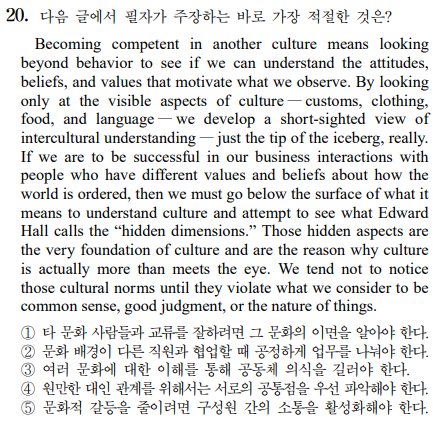 20. 다음 글에서 필자가 주장하는 바로 가장 적절한 것은?
Becoming competent in another culture means looking
beyond behavior to see if we can understand the attitudes,
beliefs, and values that motivate what we observe. By looking
only at the visible aspects of culture — customs, clothing,
food, and language — we develop a short-sighted view of
intercultural understanding — just the tip of the iceberg, really.
If we are to be successful in our business interactions with
people who have different values and beliefs about how the
world is ordered, then we must go below the surface of what it
means to understand culture and attempt to see what Edward
Hall calls the “hidden dimensions.” Those hidden aspects are
the very foundation of culture and are the reason why culture
is actually more than meets the eye. We tend not to notice
those cultural norms until they violate what we consider to be
common sense, good judgment, or the nature of things.
① 타 문화 사람들과 교류를 잘하려면 그 문화의 이면을 알아야 한다.
② 문화 배경이 다른 직원과 협업할 때 공정하게 업무를 나눠야 한다.
③ 여러 문화에 대한 이해를 통해 공동체 의식을 길러야 한다.
④ 원만한 대인 관계를 위해서는 서로의 공통점을 우선 파악해야 한다.
⑤ 문화적 갈등을 줄이려면 구성원 간의 소통을 활성화해야 한다.